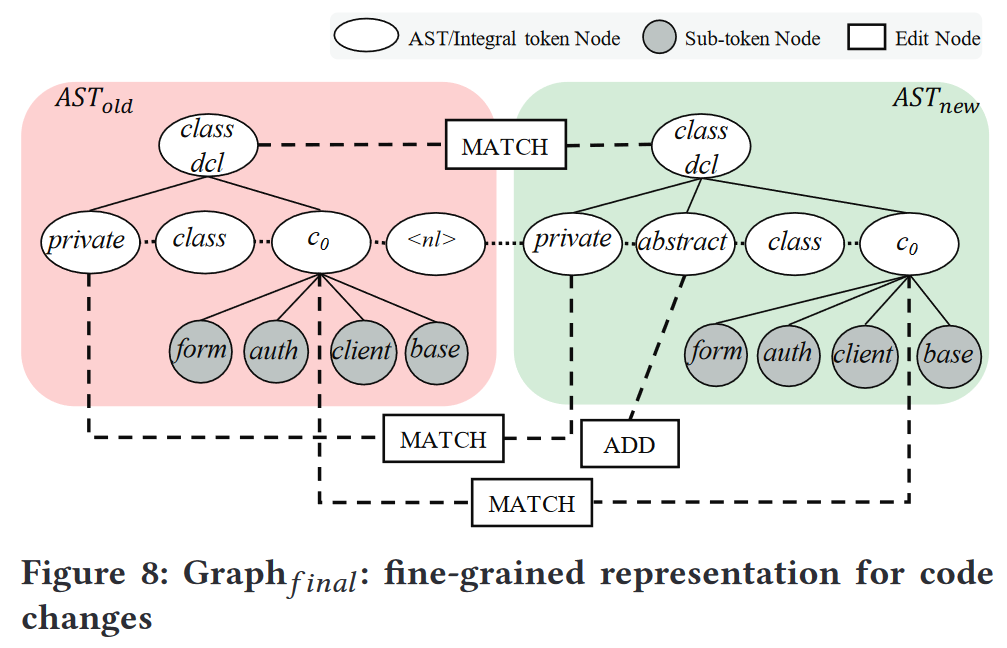 AST/Integral token Node Sub-token Node Edit Node
AST_old AST_new
class dcl MATCH class dcl
private class c_0 <nl> private abstract class c_0
form auth client base form auth client base
MATCH ADD
MATCH
Figure 8: Graph_final: fine-grained representation for code
changes